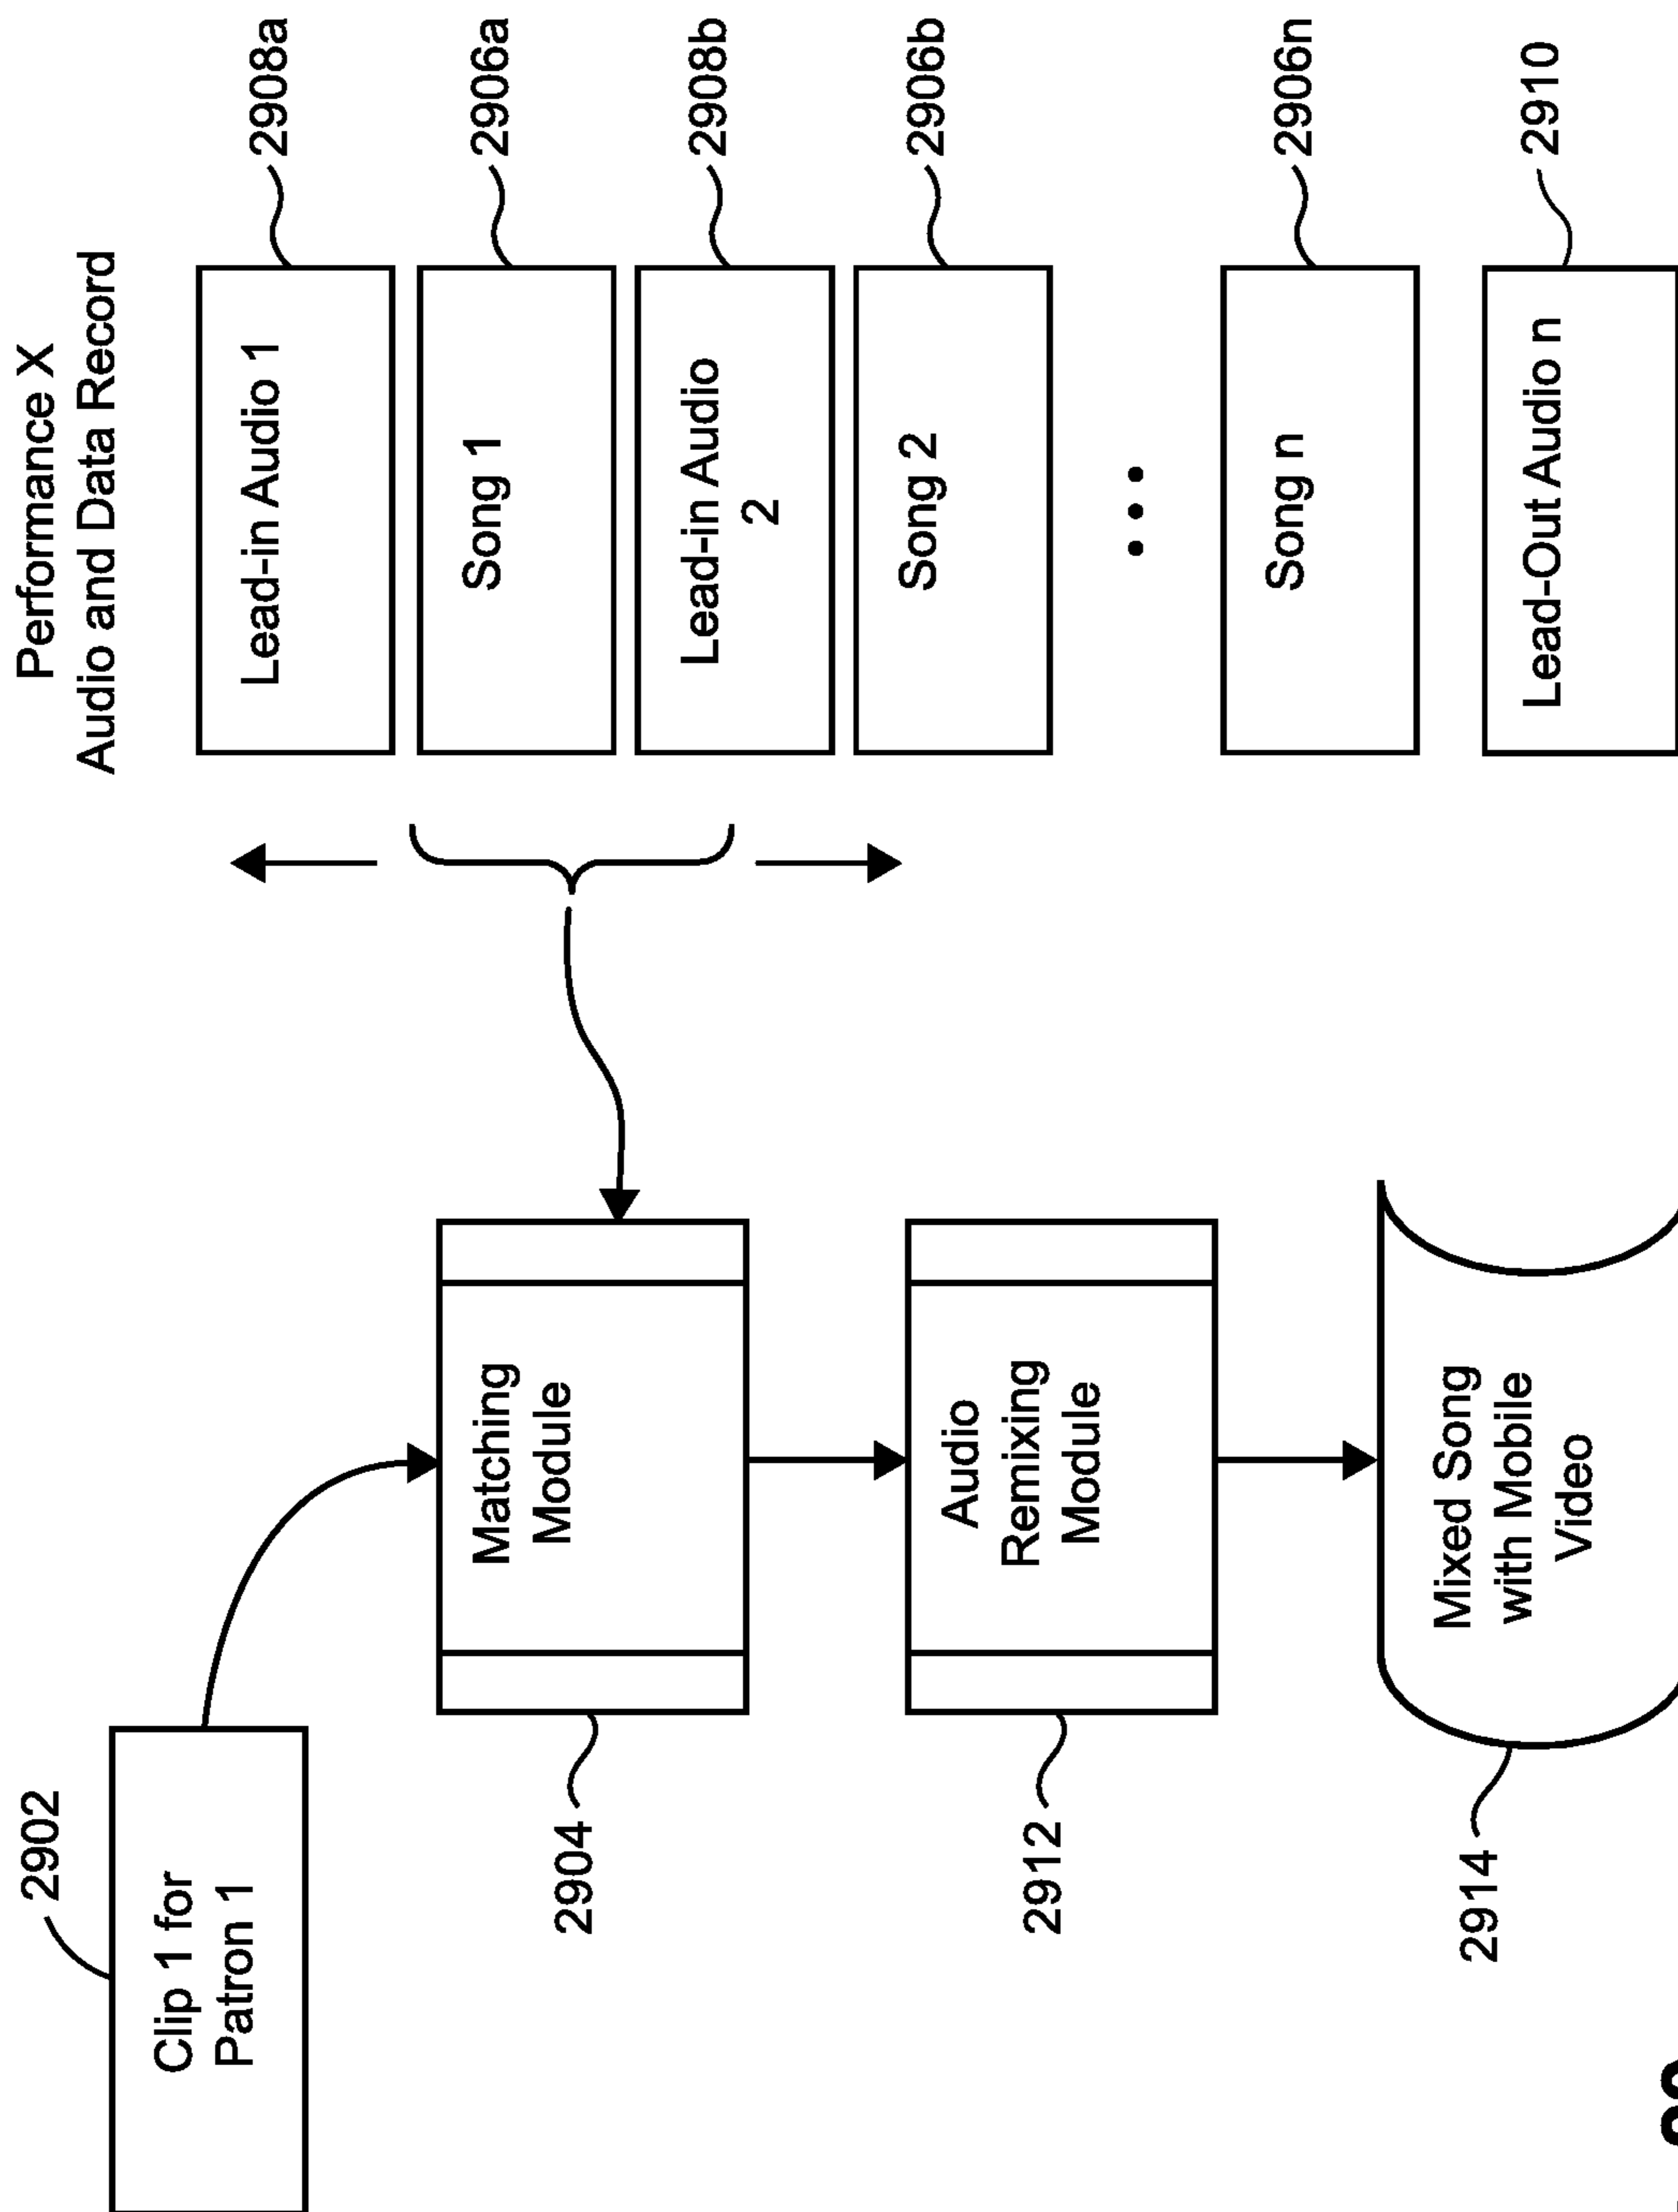 Performance X
Audio and Data Record
2902
Clip 1 for
Patron 1
Lead-in Audio 1
2908a
Song 1
2906a
Matching
Module
2904
Lead-in Audio
2
2908b
Song 2
2906b
Audio
Remixing
Module
2912
Song n
2906n
Mixed Song
with Mobile
Video
2914
Lead-Out Audio n
2910